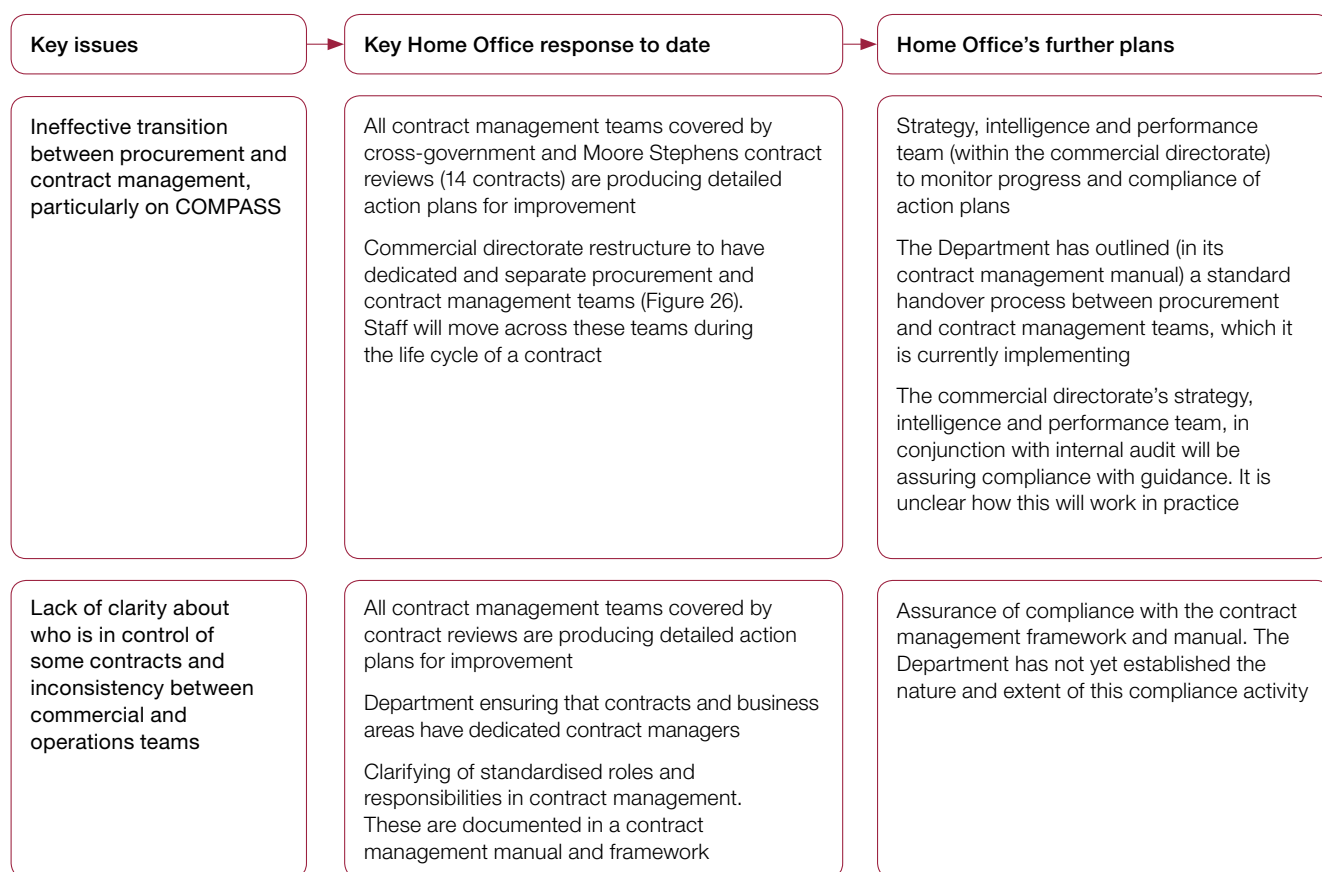 Key issues
Key Home Office response to date
Home Office’s further plans
Ineffective transition
between procurement and
contract management,
particularly on COMPASS
All contract management teams covered by
cross-government and Moore Stephens contract
reviews (14 contracts) are producing detailed
action plans for improvement
Commercial directorate restructure to have
dedicated and separate procurement and
contract management teams (Figure 26).
Staff will move across these teams during
the life cycle of a contract
Strategy, intelligence and performance
team (within the commercial directorate)
to monitor progress and compliance of
action plans
The Department has outlined (in its
contract management manual) a standard
handover process between procurement
and contract management teams, which it
is currently implementing
The commercial directorate’s strategy,
intelligence and performance team, in
conjunction with internal audit will be
assuring compliance with guidance. It is
unclear how this will work in practice
Lack of clarity about
who is in control of
some contracts and
inconsistency between
commercial and
operations teams
All contract management teams covered by
contract reviews are producing detailed action
plans for improvement
Department ensuring that contracts and business
areas have dedicated contract managers
Clarifying of standardised roles and
responsibilities in contract management.
These are documented in a contract
management manual and framework
Assurance of compliance with the contract
management framework and manual. The
Department has not yet established the
nature and extent of this compliance activity